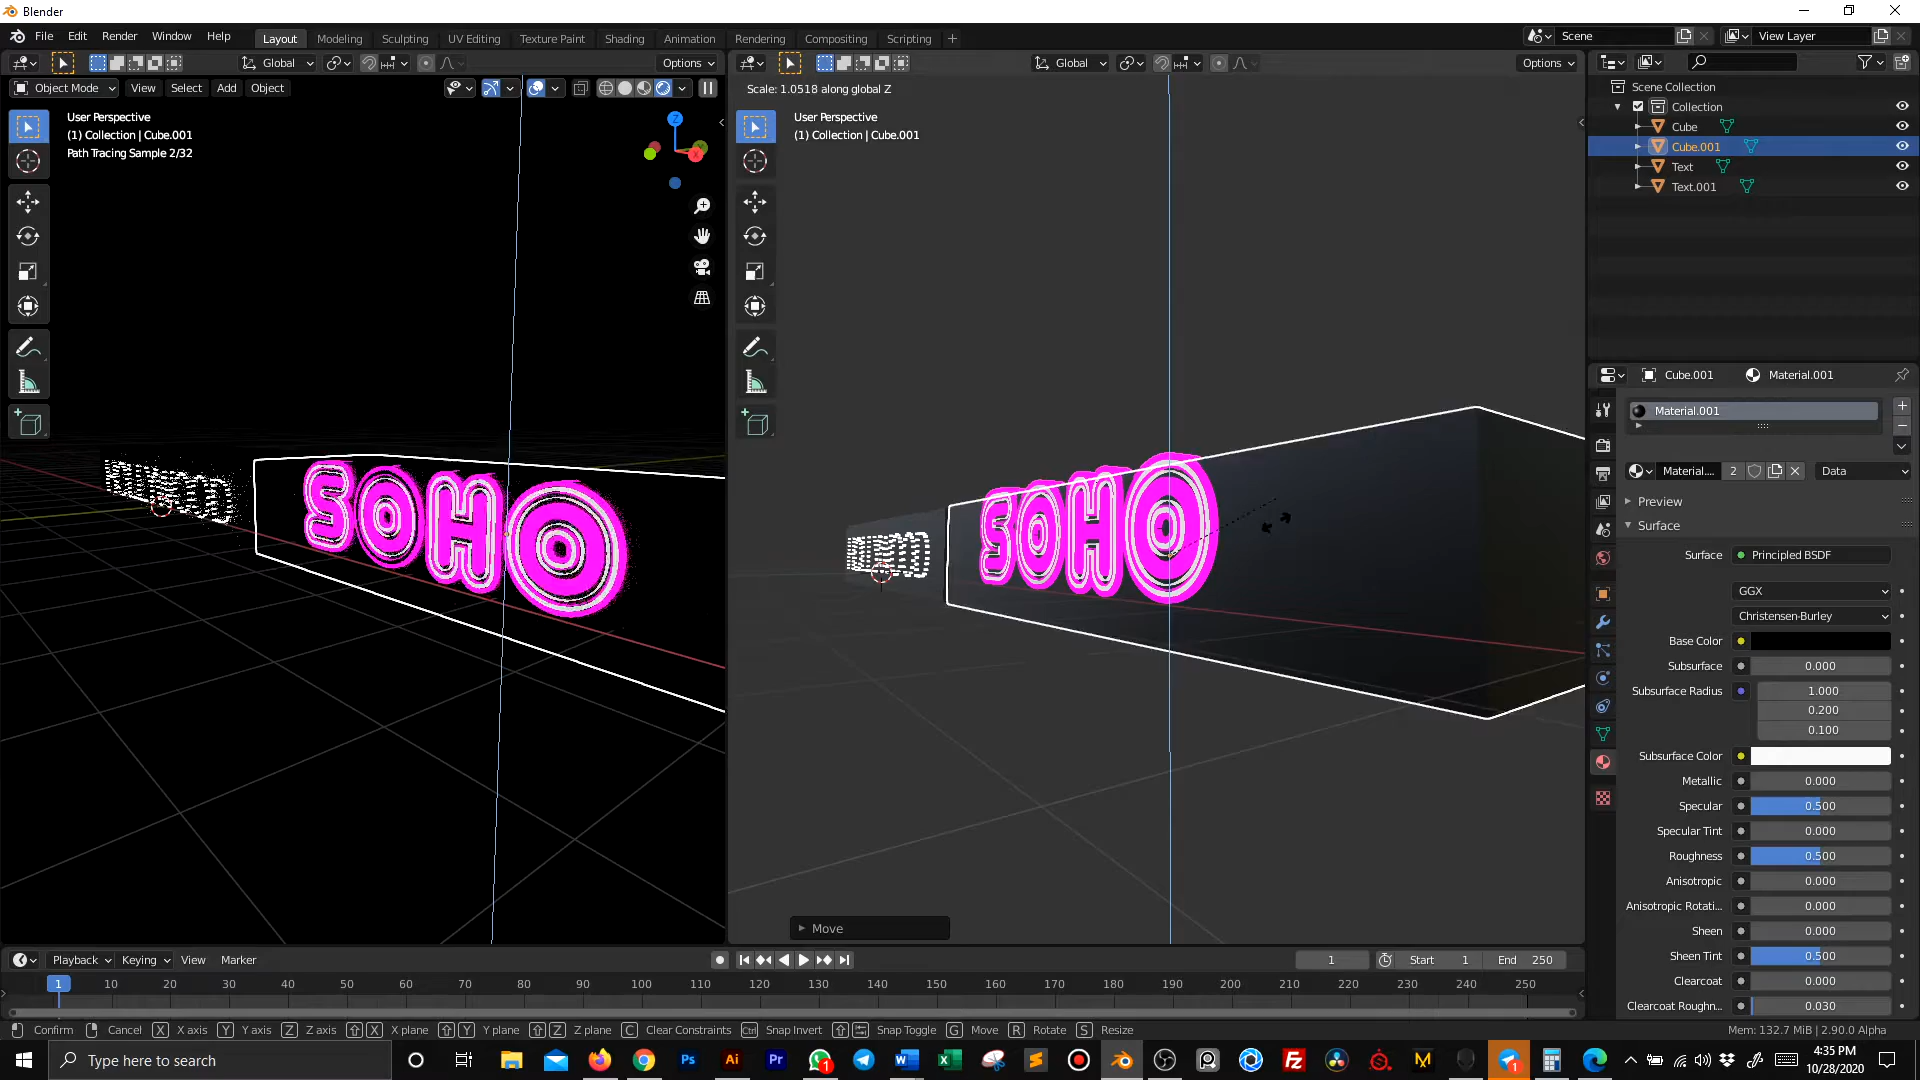 Blender
File Edit Render Window Help
Layout Modeling Sculpting UV Editing Texture Paint Shading Animation Rendering Compositing Scripting +
Scene View Layer
Global Options
Global Options
Object Mode View Select Add Object
Scale: 1.0518 along global Z
User Perspective
(1) Collection | Cube.001
Path Tracing Sample 2/32
User Perspective
(1) Collection | Cube.001
Z
X
SOHO
SOHO
Move
Scene Collection
Collection
Cube
Cube.001
Text
Text.001
Cube.001 Material.001
Material.001
Material.... 2 Data
Preview
Surface
Surface Principled BSDF
GGX
Christensen-Burley
Base Color
Subsurface 0.000
Subsurface Radius 1.000
0.200
0.100
Subsurface Color
Metallic 0.000
Specular 0.500
Specular Tint 0.000
Roughness 0.500
Anisotropic 0.000
Anisotropic Rotati... 0.000
Sheen 0.000
Sheen Tint 0.500
Clearcoat 0.000
Clearcoat Roughn... 0.030
Playback Keying View Marker
1 Start 1 End 250
1 10 20 30 40 50 60 70 80 90 100 110 120 130 140 150 160 170 180 190 200 210 220 230 240 250
Confirm Cancel X X axis Y Y axis Z Z axis X X plane Y Y plane Z Z plane C Clear Constraints Ctrl Snap Invert Snap Toggle G Move R Rotate S Resize
Mem: 132.7 MiB | 2.90.0 Alpha
Type here to search
4:35 PM
10/28/2020